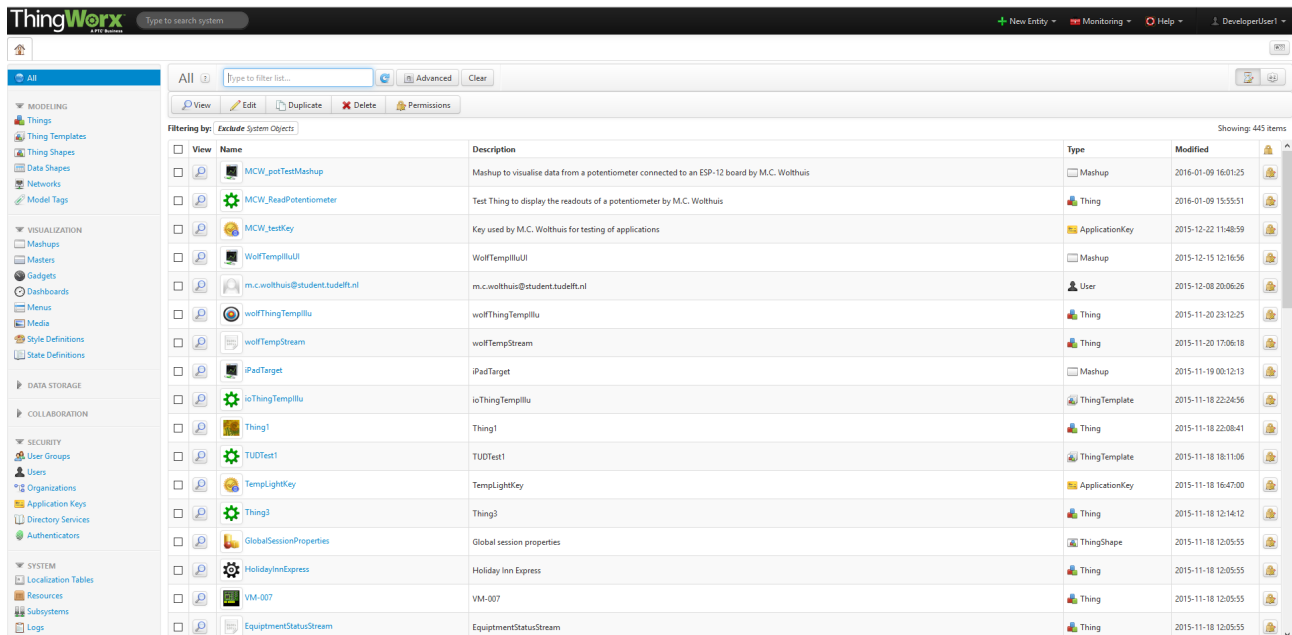 ThingWorx Type to search system New Entity Monitoring Help DeveloperUser1
A PTC Business
All
MODELING
Things
Thing Templates
Thing Shapes
Data Shapes
Networks
Model Tags
VISUALIZATION
Mashups
Masters
Gadgets
Dashboards
Menus
Media
Style Definitions
State Definitions
DATA STORAGE
COLLABORATION
SECURITY
User Groups
Users
Organizations
Application Keys
Directory Services
Authenticators
SYSTEM
Localization Tables
Resources
Subsystems
Logs
All ? Type to filter list... Advanced Clear
View Edit Duplicate Delete Permissions
Filtering by: Exclude System Objects Showing: 445 items
View Name Description Type Modified
MCW_potTestMashup Mashup to visualise data from a potentiometer connected to an ESP-12 board by M.C. Wolthuis Mashup 2016-01-09 16:01:25
MCW_ReadPotentiometer Test Thing to display the readouts of a potentiometer by M.C. Wolthuis Thing 2016-01-09 15:55:51
MCW_testKey Key used by M.C. Wolthuis for testing of applications ApplicationKey 2015-12-22 11:48:59
WolfTempIlluUI WolfTempIlluUI Mashup 2015-12-15 12:16:56
m.c.wolthuis@student.tudelft.nl m.c.wolthuis@student.tudelft.nl User 2015-12-08 20:06:26
wolfThingTempIllu wolfThingTempIllu Thing 2015-11-20 23:12:25
wolfTempStream wolfTempStream Thing 2015-11-20 17:06:18
iPadTarget iPadTarget Mashup 2015-11-19 00:12:13
ioThingTempIllu ioThingTempIllu ThingTemplate 2015-11-18 22:24:56
Thing1 Thing1 Thing 2015-11-18 22:08:41
TUDTest1 TUDTest1 ThingTemplate 2015-11-18 18:11:06
TempLightKey TempLightKey ApplicationKey 2015-11-18 16:47:00
Thing3 Thing3 Thing 2015-11-18 12:14:12
GlobalSessionProperties Global session properties ThingShape 2015-11-18 12:05:55
HolidayInnExpress Holiday Inn Express Thing 2015-11-18 12:05:55
VM-007 VM-007 Thing 2015-11-18 12:05:55
EquiptmentStatusStream EquiptmentStatusStream Thing 2015-11-18 12:05:55